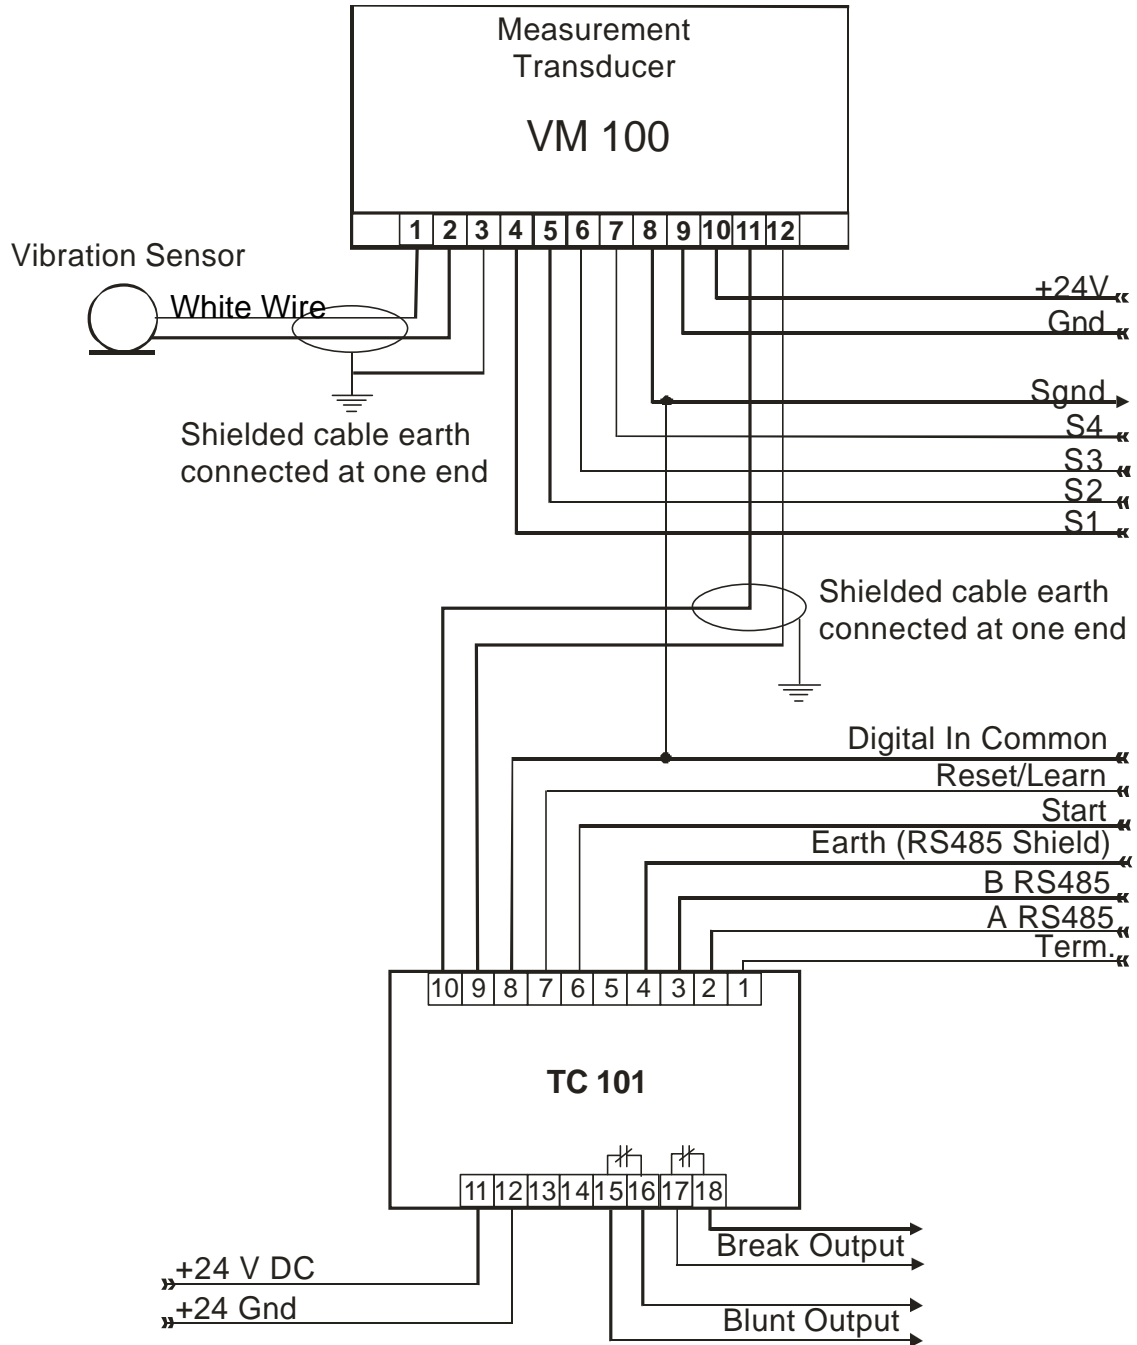 Measurement
Transducer
VM 100
1 2 3 4 5 6 7 8 9 10 11 12
Vibration Sensor
White Wire
+24V
Gnd
Sgnd
S4
S3
S2
S1
Shielded cable earth
connected at one end
Shielded cable earth
connected at one end
Digital In Common
Reset/Learn
Start
Earth (RS485 Shield)
B RS485
A RS485
Term.
10 9 8 7 6 5 4 3 2 1
TC 101
11 12 13 14 15 16 17 18
Break Output
+24 V DC
+24 Gnd
Blunt Output